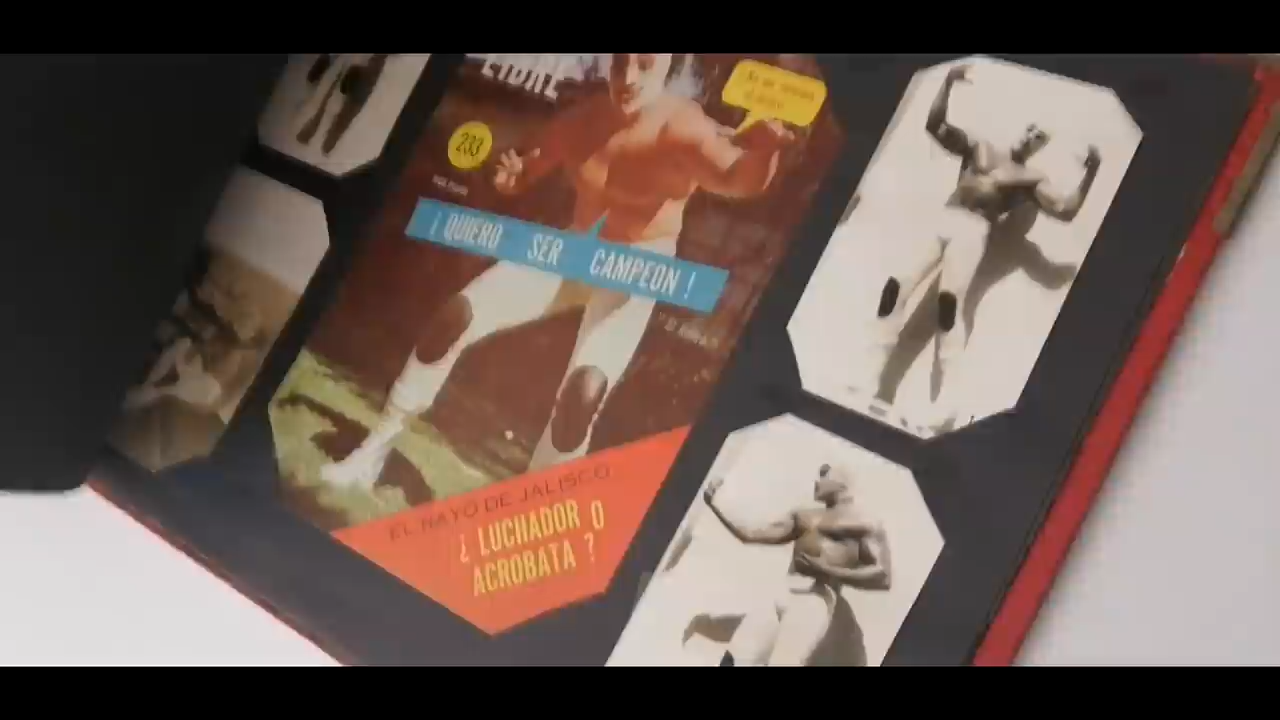 LIBRE
233
¡ QUIERO SER CAMPEON !
EL RAYO DE JALISCO
¿ LUCHADOR O
ACROBATA ?